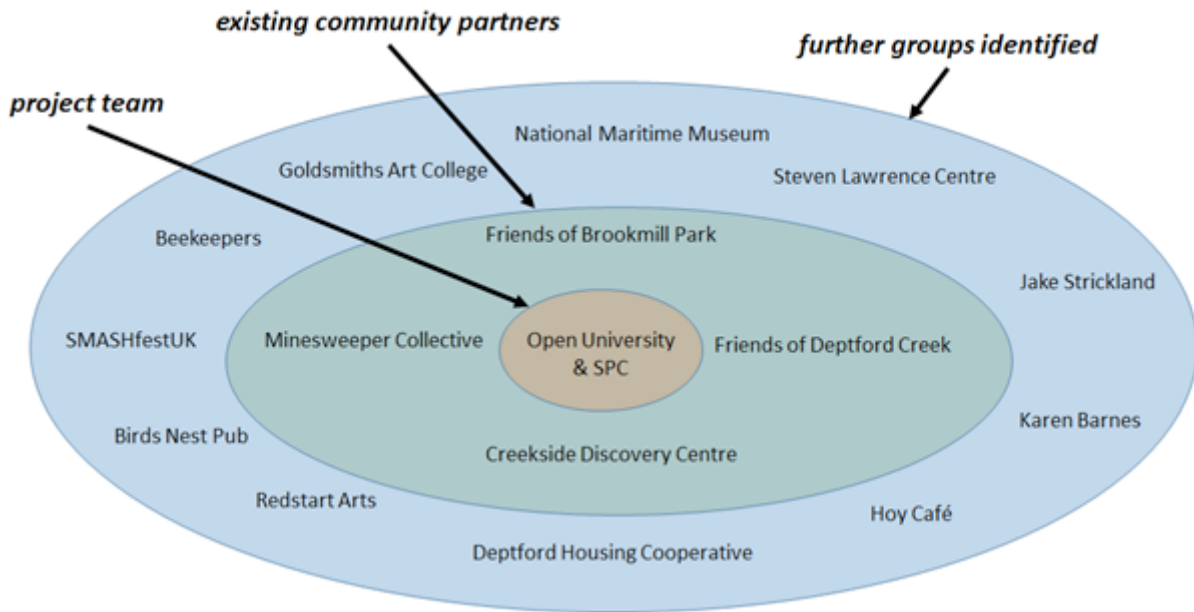 existing community partners
further groups identified
project team
National Maritime Museum
Goldsmiths Art College
Steven Lawrence Centre
Beekeepers
Friends of Brookmill Park
Jake Strickland
SMASHfestUK
Minesweeper Collective
Open University
& SPC
Friends of Deptford Creek
Birds Nest Pub
Karen Barnes
Creekside Discovery Centre
Redstart Arts
Hoy Café
Deptford Housing Cooperative